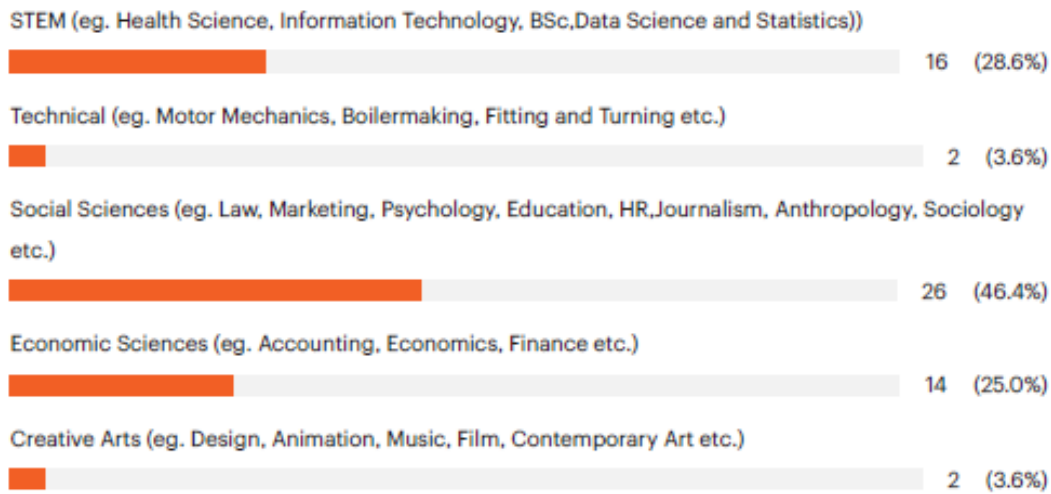 STEM (eg. Health Science, Information Technology, BSc,Data Science and Statistics))
16 (28.6%)
Technical (eg. Motor Mechanics, Boilermaking, Fitting and Turning etc.)
2 (3.6%)
Social Sciences (eg. Law, Marketing, Psychology, Education, HR,Journalism, Anthropology, Sociology
etc.)
26 (46.4%)
Economic Sciences (eg. Accounting, Economics, Finance etc.)
14 (25.0%)
Creative Arts (eg. Design, Animation, Music, Film, Contemporary Art etc.)
2 (3.6%)